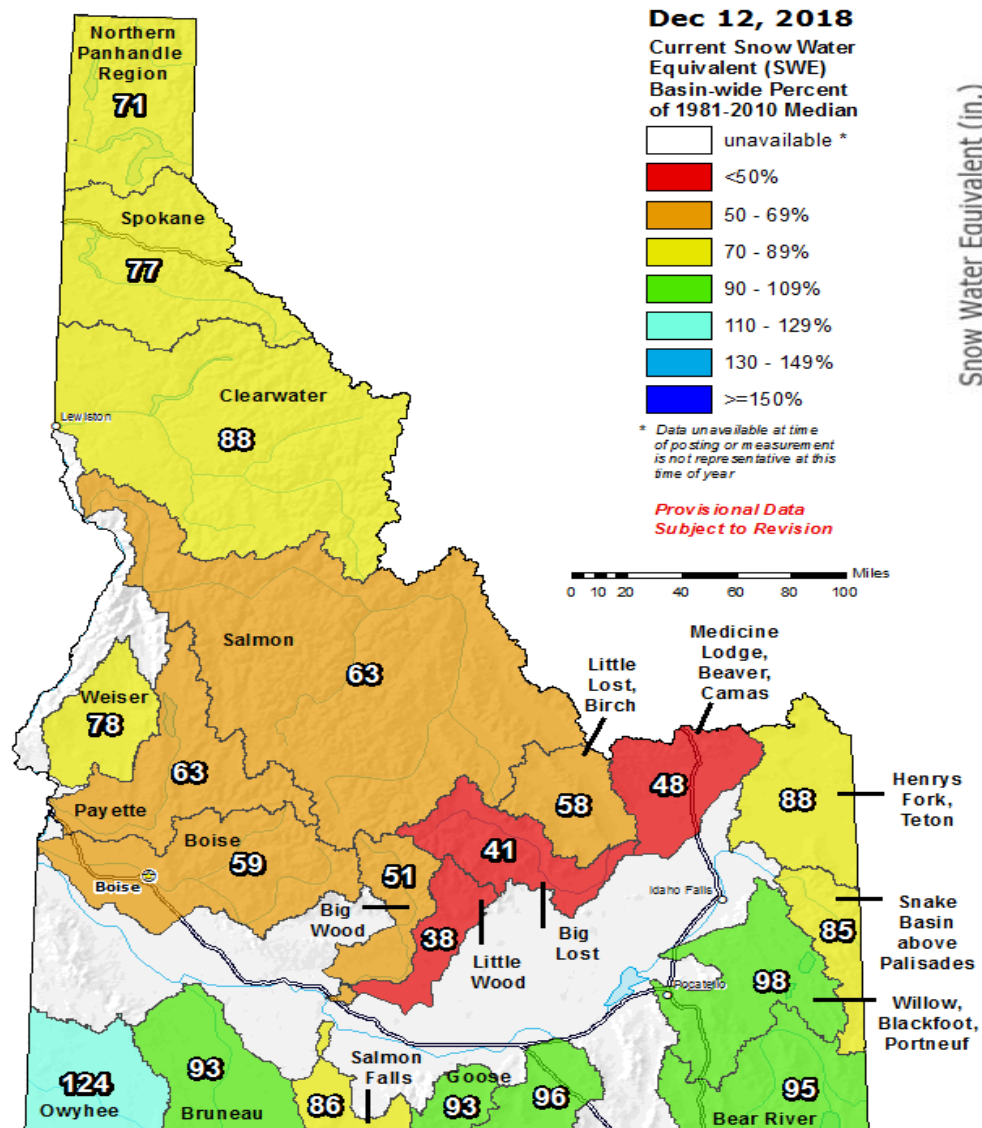 Dec 12, 2018
Current Snow Water
Equivalent (SWE)
Basin-wide Percent
of 1981-2010 Median
unavailable *
<50%
50 - 69%
70 - 89%
90 - 109%
110 - 129%
130 - 149%
>=150%
* Data unavailable at time
of posting or measurement
is not representative at this
time of year
Provisional Data
Subject to Revision
Miles
0 10 20 40 60 80 100
Snow Water Equivalent (in.)
Northern
Panhandle
Region
71
Spokane
77
Clearwater
88
Lewiston
Salmon
63
Weiser
78
63
Payette
Boise
59
Boise
51
Big
Wood
38
Little
Wood
41
Big
Lost
Little
Lost,
Birch
58
Medicine
Lodge,
Beaver,
Camas
48
88
Henrys
Fork,
Teton
Idaho Falls
85
Snake
Basin
above
Palisades
Pocatello
98
Willow,
Blackfoot,
Portneuf
124
Owyhee
93
Bruneau
86
Salmon
Falls
Goose
93
96
95
Bear River